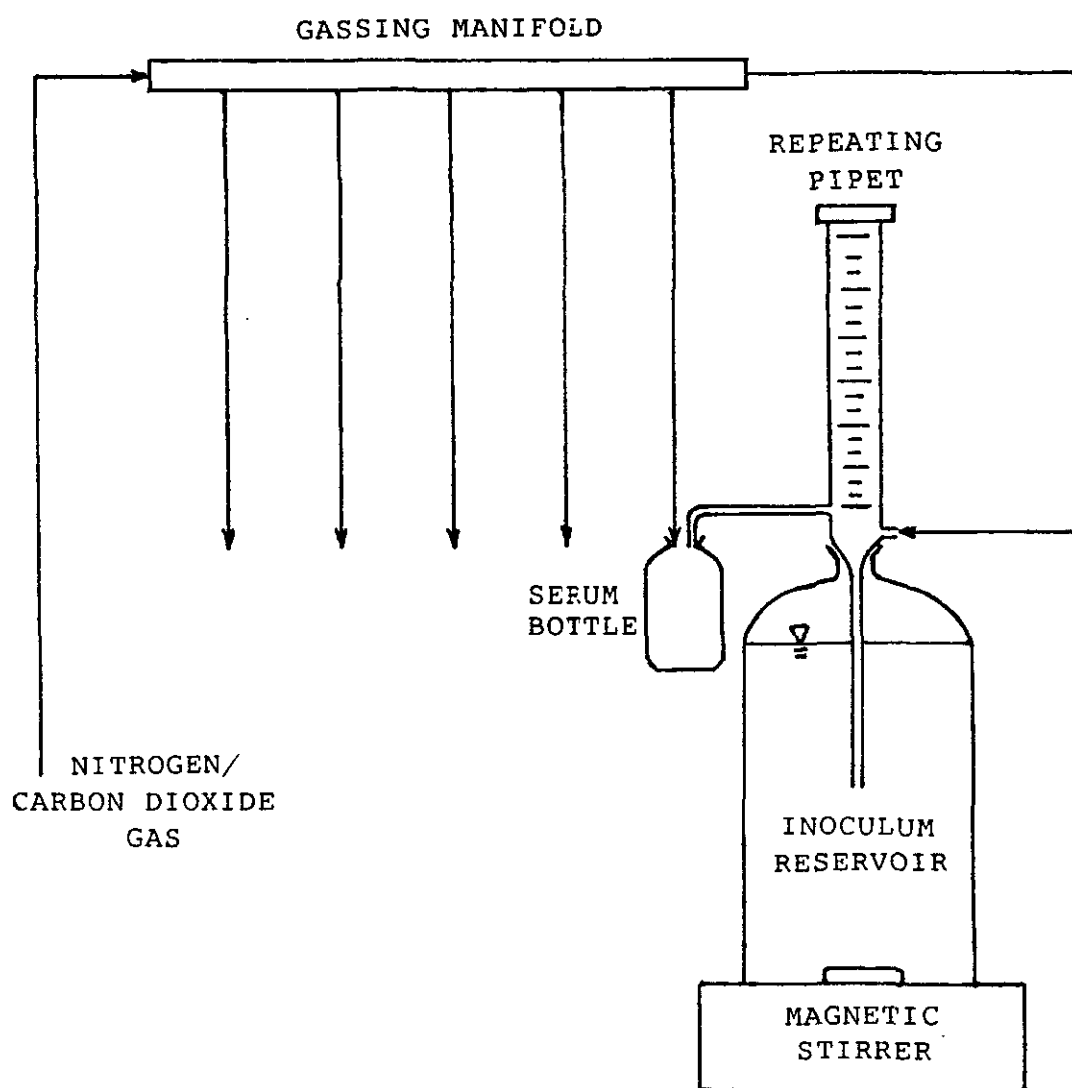 GASSING MANIFOLD
REPEATING
PIPET
SERUM
BOTTLE
NITROGEN/
CARBON DIOXIDE
GAS
INOCULUM
RESERVOIR
MAGNETIC
STIRRER